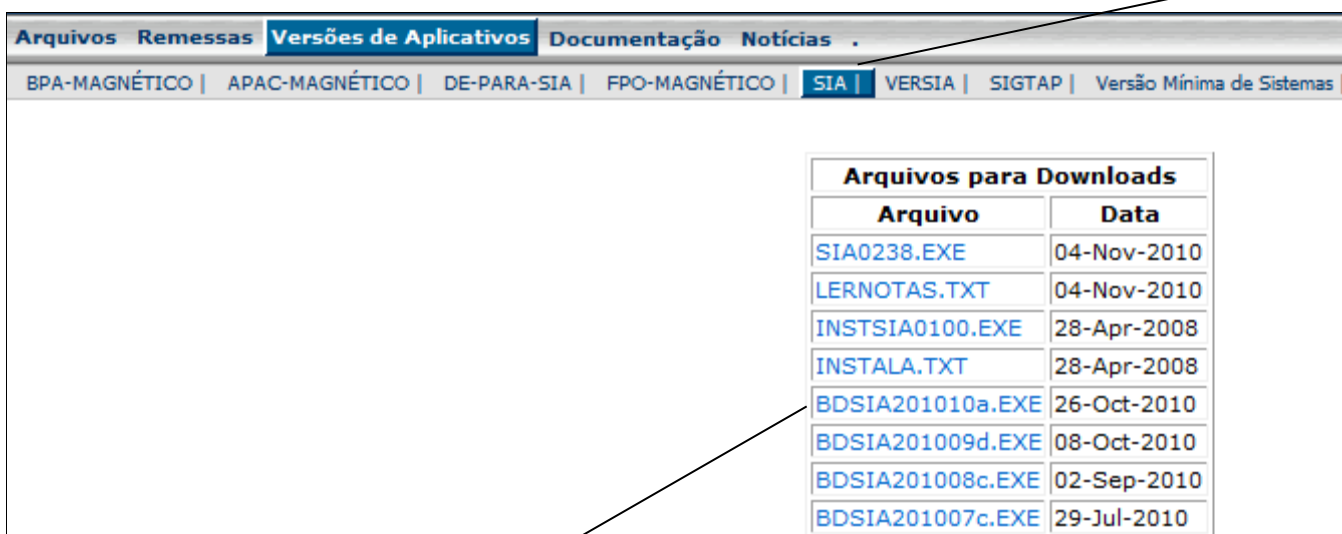 Arquivos Remessas Versões de Aplicativos Documentação Notícias .
BPA-MAGNÉTICO | APAC-MAGNÉTICO | DE-PARA-SIA | FPO-MAGNÉTICO | SIA | VERSIA | SIGTAP | Versão Mínima de Sistemas |
Arquivos para Downloads
Arquivo Data
SIA0238.EXE 04-Nov-2010
LERNOTAS.TXT 04-Nov-2010
INSTSIA0100.EXE 28-Apr-2008
INSTALA.TXT 28-Apr-2008
BDSIA201010a.EXE 26-Oct-2010
BDSIA201009d.EXE 08-Oct-2010
BDSIA201008c.EXE 02-Sep-2010
BDSIA201007c.EXE 29-Jul-2010